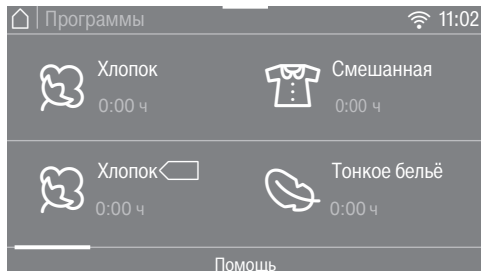 Программы 11:02
Хлопок Смешанная
0:00 ч 0:00 ч
Хлопок Тонкое бельё
0:00 ч 0:00 ч
Помощь